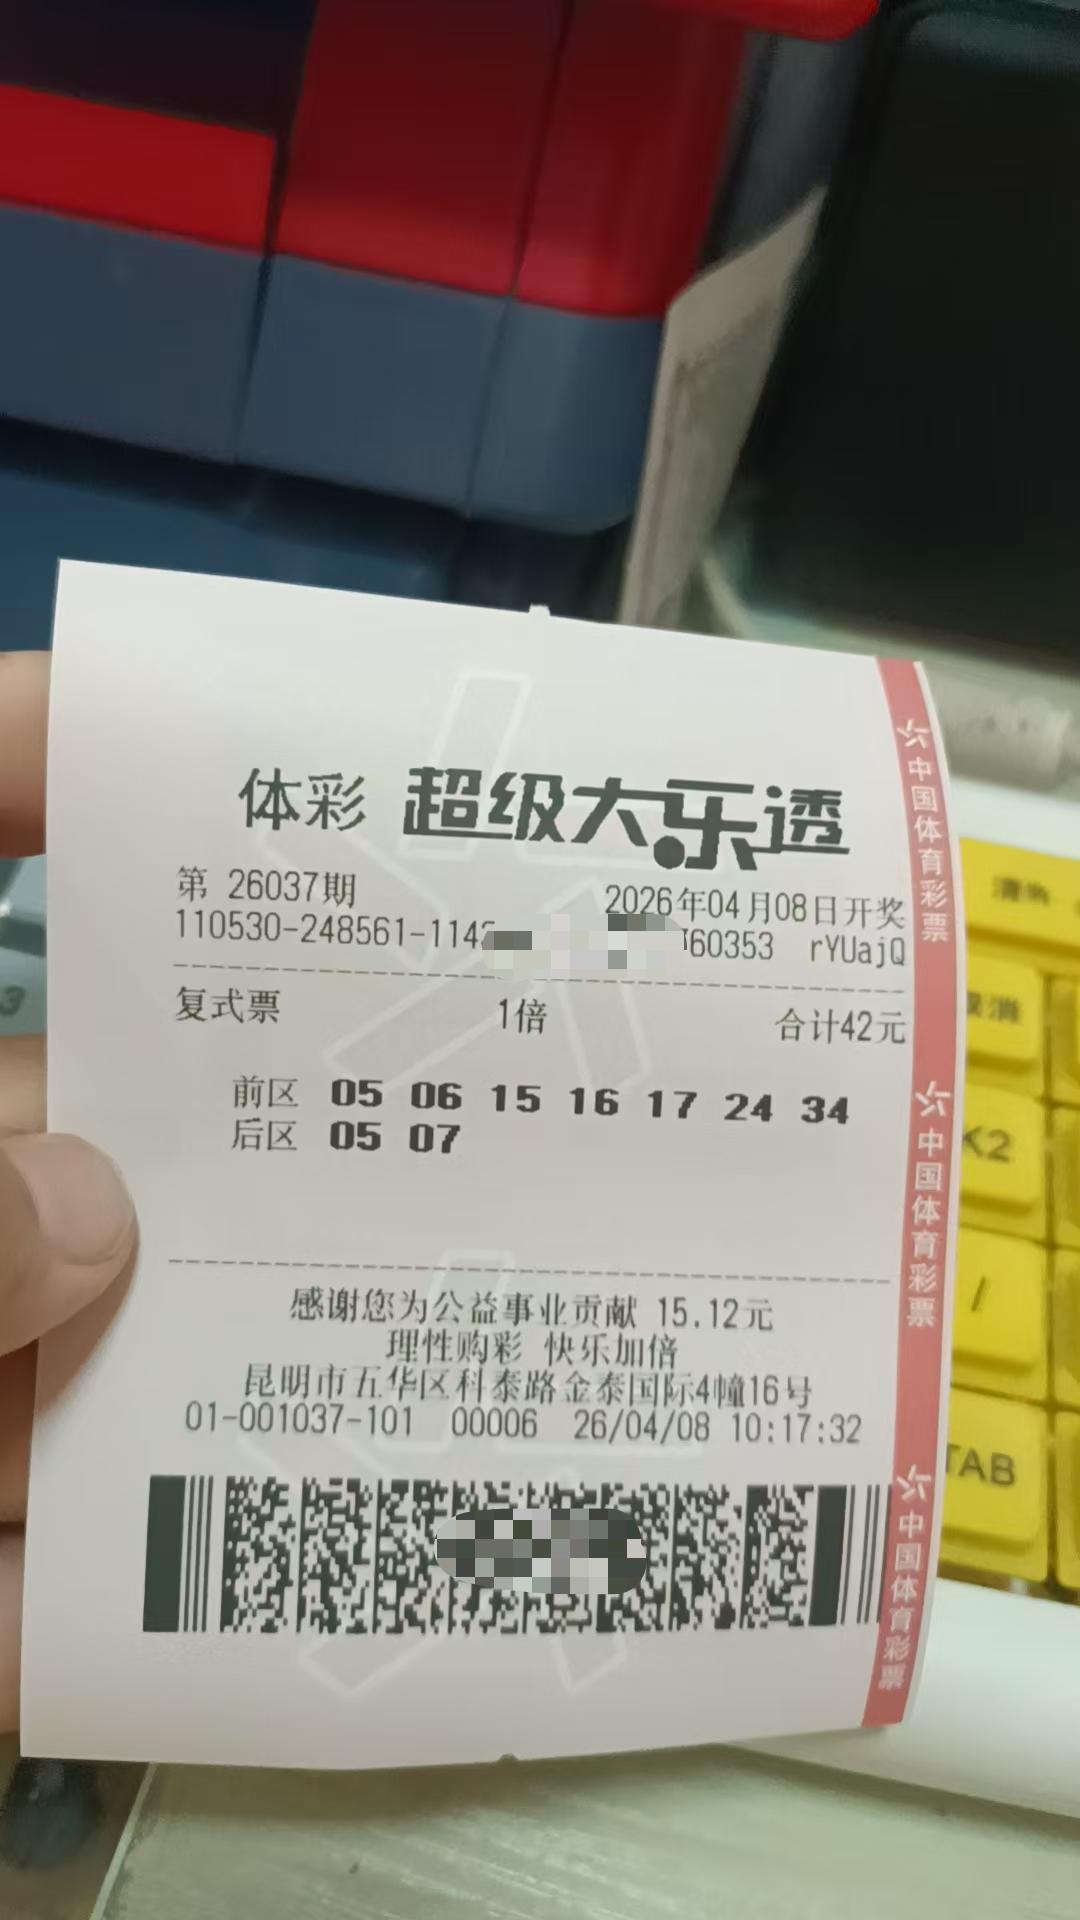 体彩 超级大乐透
第 26037期 2026年04月08日开奖
110530-248561-114 60353 rYUajQ
复式票 1倍 合计42元
前区 05 06 15 16 17 24 34
后区 05 07
感谢您为公益事业贡献 15.12元
理性购彩 快乐加倍
昆明市五华区科泰路金泰国际4幢16号
01-001037-101 00006 26/04/08 10:17:32
中国体育彩票
中国体育彩票
中国体育彩票
K2
/
TAB
3